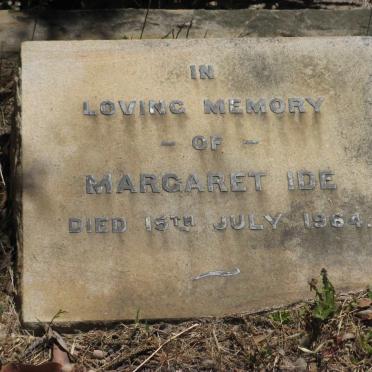 IN
LOVING MEMORY
- OF -
MARGARET IDE
DIED 15TH JULY 1964.